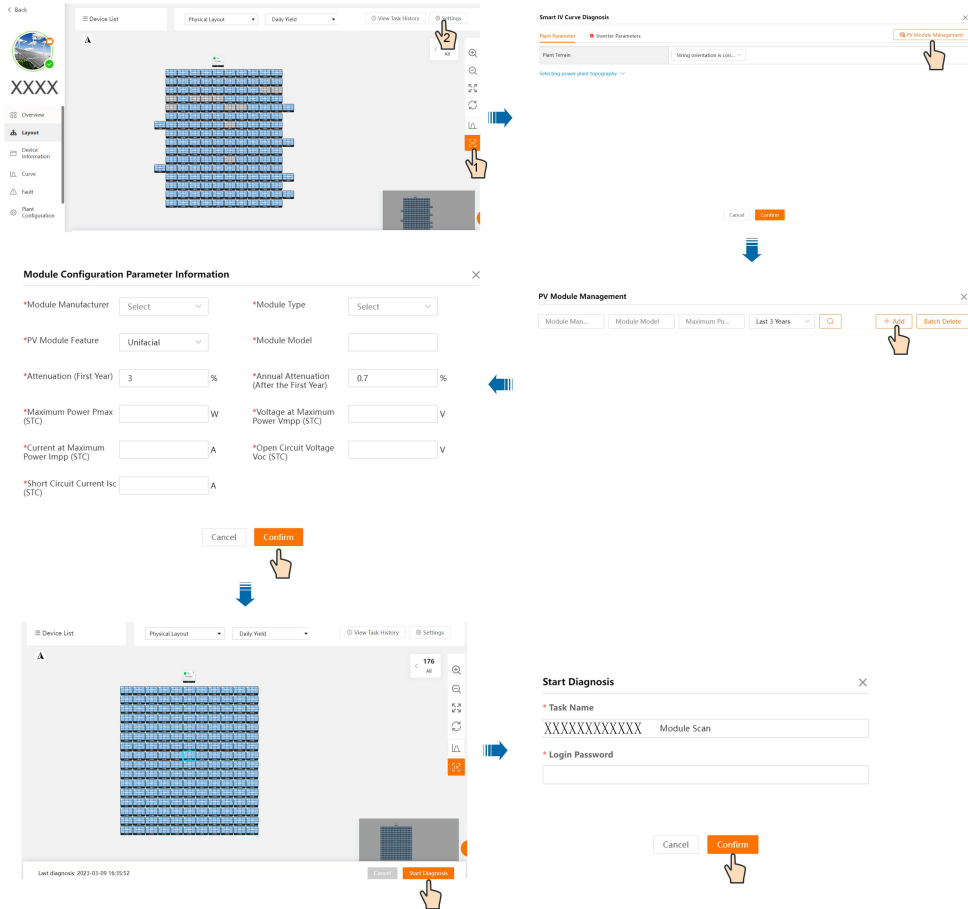 < Back
Device List
Physical Layout
Daily Yield
View Task History
Settings
2
A
All
XXXX
Overview
Layout
Device Information
Curve
Fault
Plant Configuration
1
Smart IV Curve Diagnosis
Plant Parameter
Inverter Parameters
PV Module Management
Plant Terrain
String orientation is con...
Selecting power plant topography
Cancel
Confirm
PV Module Management
Module Man...
Module Model
Maximum Po...
Last 3 Years
+ Add
Batch Delete
Module Configuration Parameter Information
*Module Manufacturer
Select
*Module Type
Select
*PV Module Feature
Unifacial
*Module Model
*Attenuation (First Year)
3
%
*Annual Attenuation
(After the First Year)
0.7
%
*Maximum Power Pmax
(STC)
W
*Voltage at Maximum
Power Vmpp (STC)
V
*Current at Maximum
Power Impp (STC)
A
*Open Circuit Voltage
Voc (STC)
V
*Short Circuit Current Isc
(STC)
A
Cancel
Confirm
Device List
Physical Layout
Daily Yield
View Task History
Settings
A
176
All
Last diagnosis: 2023-03-09 16:35:52
Cancel
Start Diagnosis
Start Diagnosis
* Task Name
XXXXXXXXXXXX Module Scan
* Login Password
Cancel
Confirm